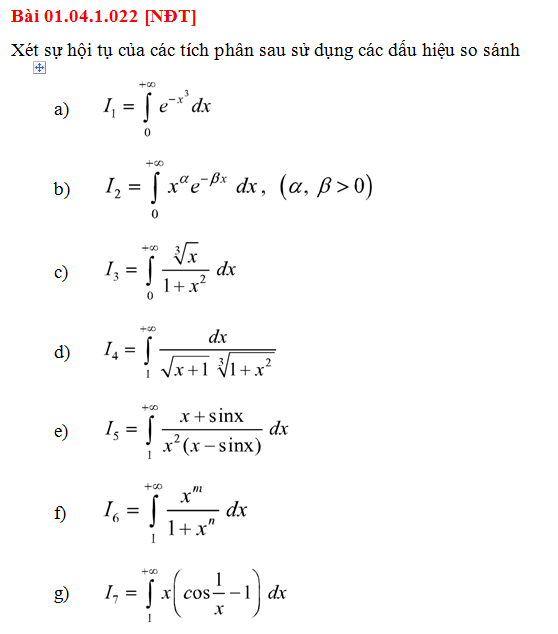 Bài 01.04.1.022 [NĐT]
Xét sự hội tụ của các tích phân sau sử dụng các dấu hiệu so sánh
a) $I_1 = \int_0^{+\infty} e^{-x^3} dx$
b) $I_2 = \int_0^{+\infty} x^{\alpha} e^{-\beta x} \, dx, \; (\alpha, \beta > 0)$
c) $I_3 = \int_0^{+\infty} \frac{\sqrt[3]{x}}{1+x^2} \, dx$
d) $I_4 = \int_1^{+\infty} \frac{dx}{\sqrt{x+1} \, \sqrt[3]{1+x^2}}$
e) $I_5 = \int_1^{+\infty} \frac{x+\sin x}{x^2(x-\sin x)} \, dx$
f) $I_6 = \int_1^{+\infty} \frac{x^m}{1+x^n} \, dx$
g) $I_7 = \int_1^{+\infty} x \left( \cos \frac{1}{x} - 1 \right) dx$